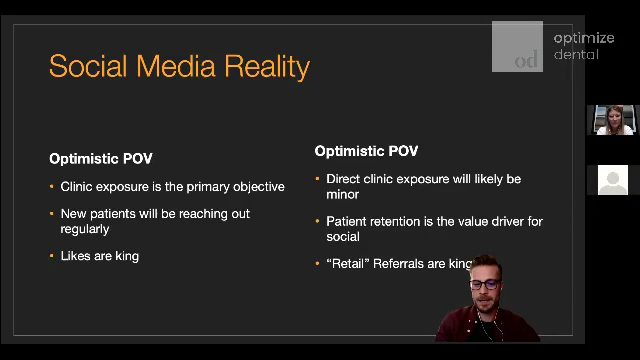 od
optimize
dental
Social Media Reality
Optimistic POV
• Clinic exposure is the primary objective
• New patients will be reaching out
regularly
• Likes are king
Optimistic POV
• Direct clinic exposure will likely be
minor
• Patient retention is the value driver for
social
• “Retail” Referrals are king